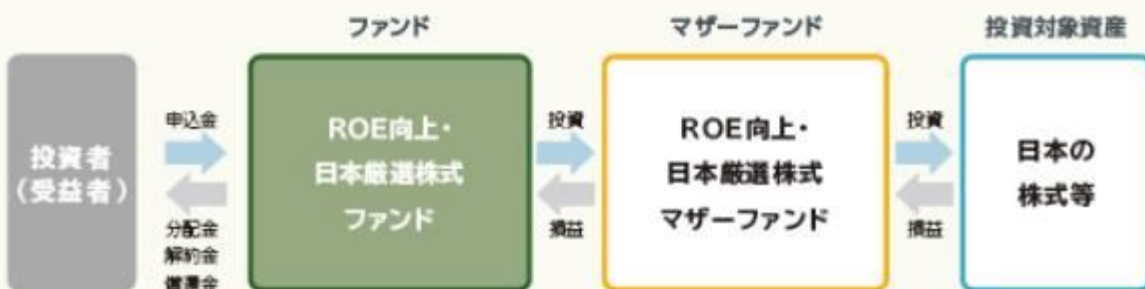 ファンド
マザーファンド
投資対象資産
投資者
(受益者)
申込金
分配金
解約金
償還金
ROE向上・
日本厳選株式
ファンド
投資
損益
ROE向上・
日本厳選株式
マザーファンド
投資
損益
日本の
株式等